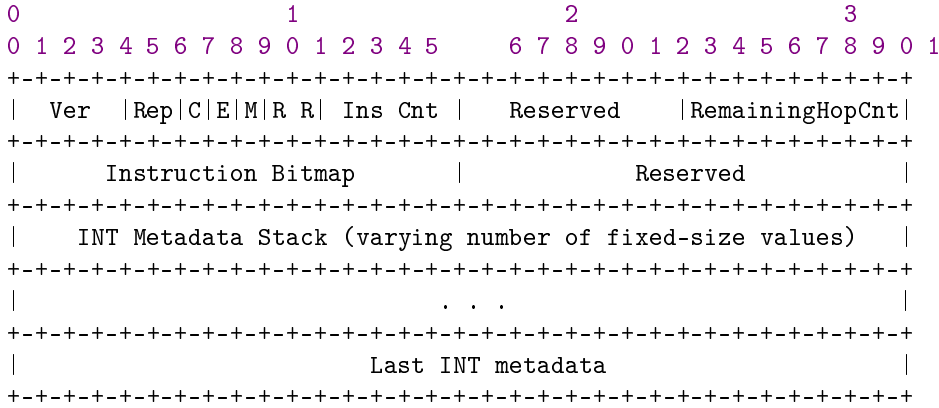 0                   1                   2                   3
0 1 2 3 4 5 6 7 8 9 0 1 2 3 4 5     6 7 8 9 0 1 2 3 4 5 6 7 8 9 0 1
+-+-+-+-+-+-+-+-+-+-+-+-+-+-+-+-+-+-+-+-+-+-+-+-+-+-+-+-+-+-+-+-+
|  Ver  |Rep|C|E|M|R R| Ins Cnt |   Reserved    |RemainingHopCnt|
+-+-+-+-+-+-+-+-+-+-+-+-+-+-+-+-+-+-+-+-+-+-+-+-+-+-+-+-+-+-+-+-+
|      Instruction Bitmap       |            Reserved           |
+-+-+-+-+-+-+-+-+-+-+-+-+-+-+-+-+-+-+-+-+-+-+-+-+-+-+-+-+-+-+-+-+
|    INT Metadata Stack (varying number of fixed-size values)   |
+-+-+-+-+-+-+-+-+-+-+-+-+-+-+-+-+-+-+-+-+-+-+-+-+-+-+-+-+-+-+-+-+
|                              . . .                            |
+-+-+-+-+-+-+-+-+-+-+-+-+-+-+-+-+-+-+-+-+-+-+-+-+-+-+-+-+-+-+-+-+
|                         Last INT metadata                     |
+-+-+-+-+-+-+-+-+-+-+-+-+-+-+-+-+-+-+-+-+-+-+-+-+-+-+-+-+-+-+-+-+